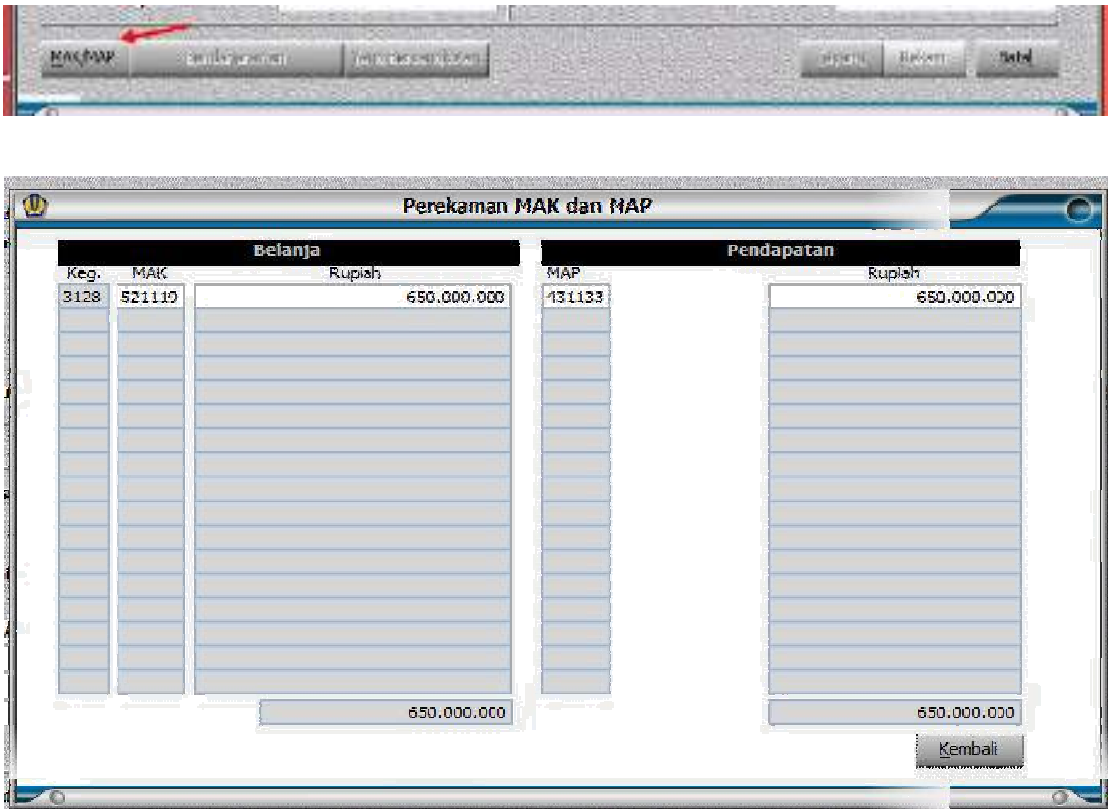 MAK/MAP Rekam Batal
Perekaman MAK dan MAP
Belanja Pendapatan
Keg. MAK Rupiah MAP Rupiah
3128 521119 650.000.000 431133 650.000.000
650.000.000 650.000.000
Kembali